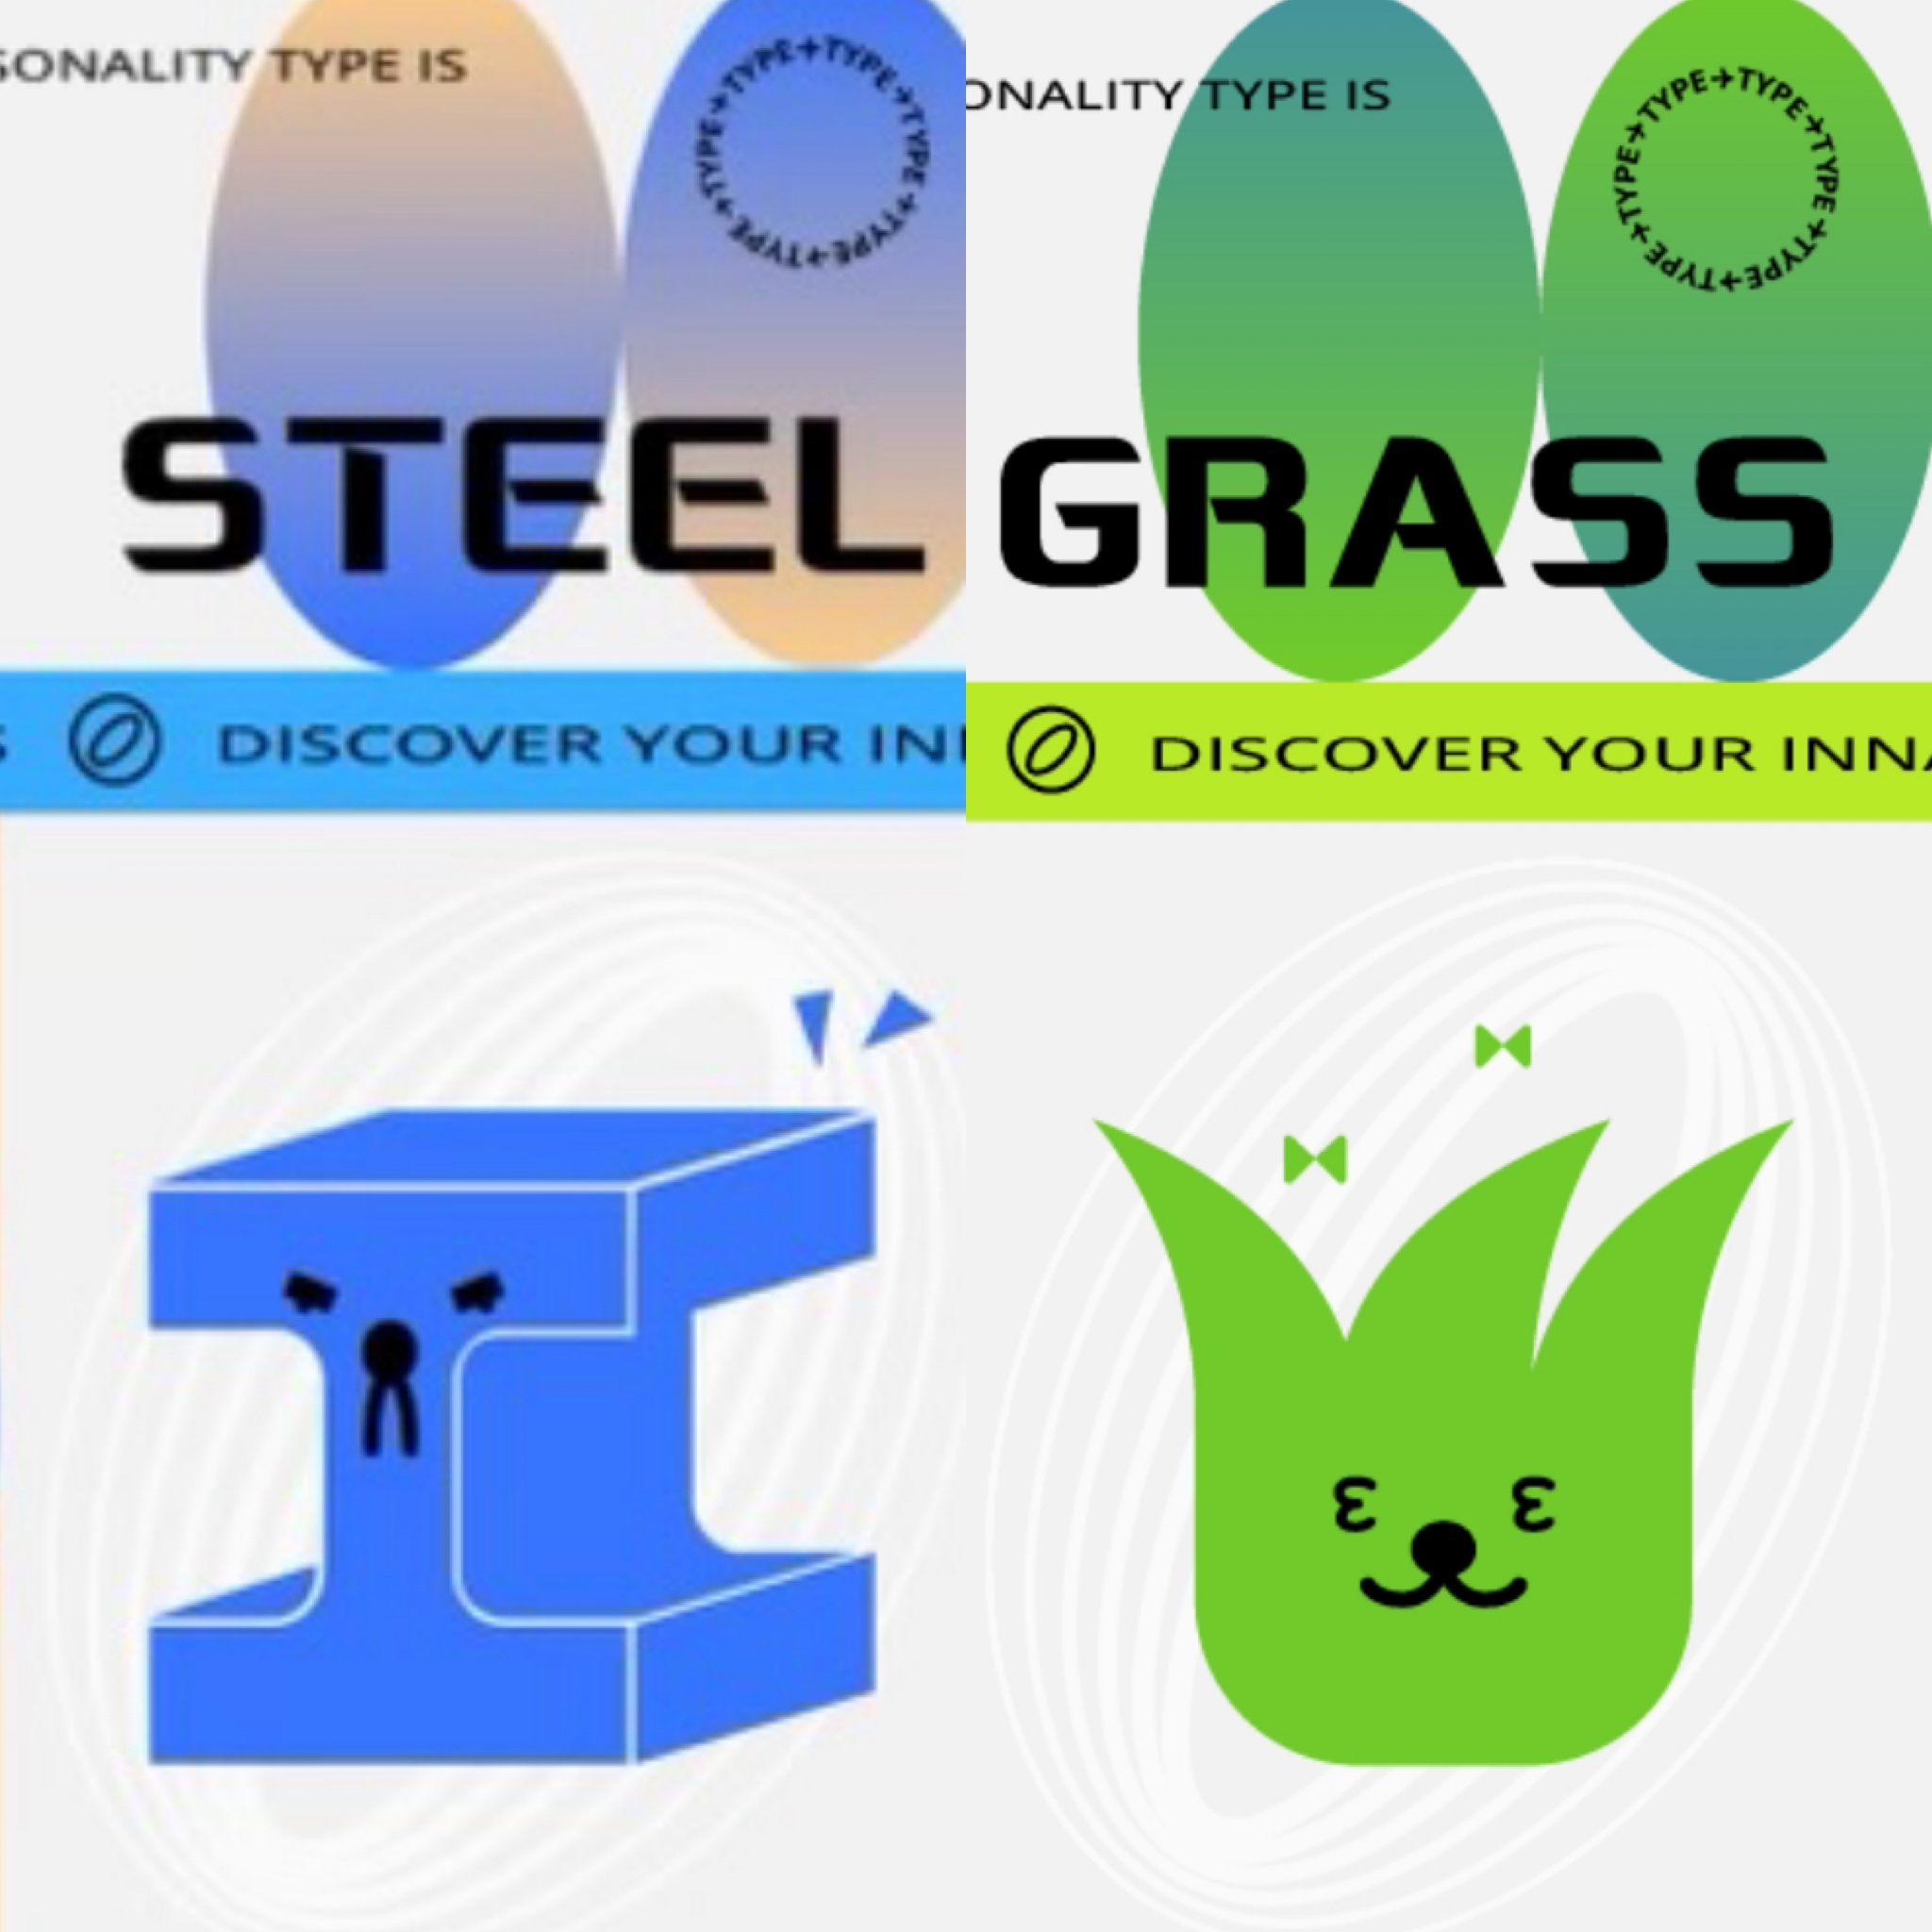 SONALITY TYPE IS
TYPE→TYPE→TYPE→TYPE→TYPE→TYPE→
STEEL
S DISCOVER YOUR INN
ONALITY TYPE IS
TYPE→TYPE→TYPE→TYPE→TYPE→TYPE→
GRASS
DISCOVER YOUR INNA